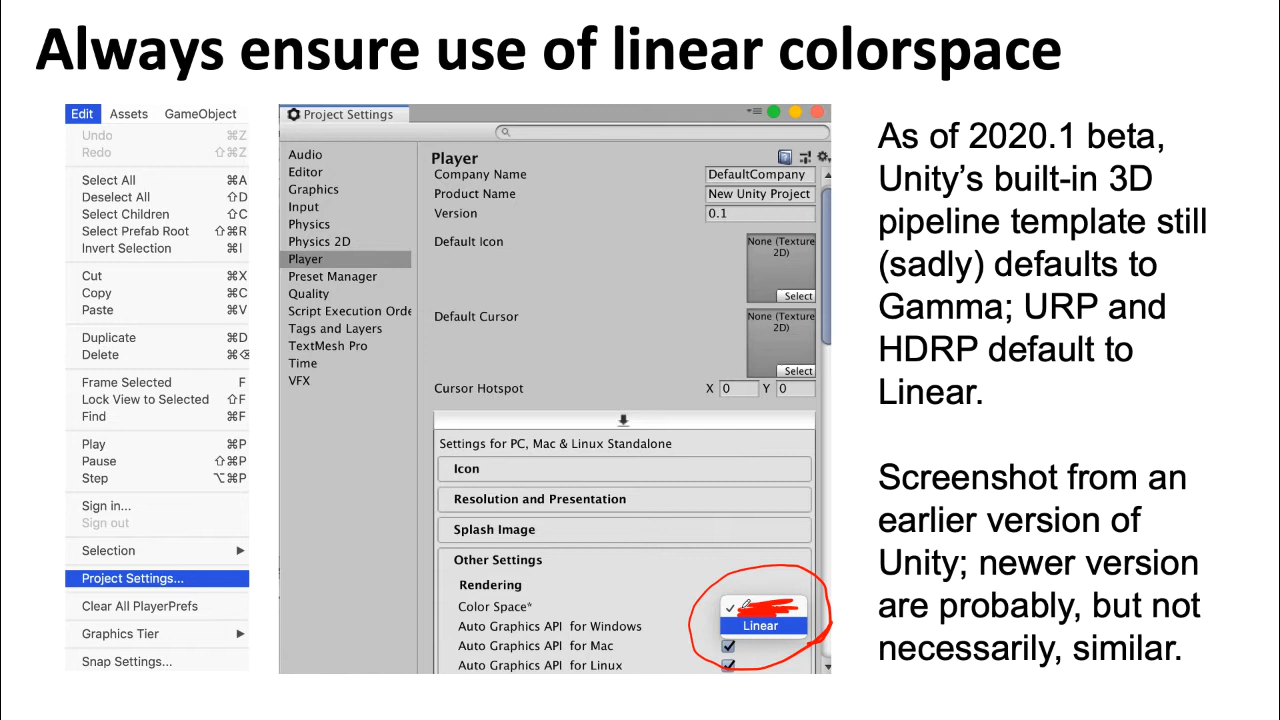 Always ensure use of linear colorspace
Edit Assets GameObject
Undo ⌘Z
Redo ⇧⌘Z
Select All ⌘A
Deselect All ⇧D
Select Children ⇧C
Select Prefab Root ⇧⌘R
Invert Selection ⌘I
Cut ⌘X
Copy ⌘C
Paste ⌘V
Duplicate ⌘D
Delete ⌘⌫
Frame Selected F
Lock View to Selected ⇧F
Find ⌘F
Play ⌘P
Pause ⇧⌘P
Step ⌥⌘P
Sign in...
Sign out
Selection ▶
Project Settings...
Clear All PlayerPrefs
Graphics Tier ▶
Snap Settings...
Project Settings
Audio
Editor
Graphics
Input
Physics
Physics 2D
Player
Preset Manager
Quality
Script Execution Orde
Tags and Layers
TextMesh Pro
Time
VFX
Player
Company Name DefaultCompany
Product Name New Unity Project
Version 0.1
Default Icon None (Texture
2D)
Select
Default Cursor None (Texture
2D)
Select
Cursor Hotspot X 0 Y 0
Settings for PC, Mac & Linux Standalone
Icon
Resolution and Presentation
Splash Image
Other Settings
Rendering
Color Space*
✓
Linear
Auto Graphics API for Windows
Auto Graphics API for Mac
Auto Graphics API for Linux
As of 2020.1 beta,
Unity’s built-in 3D
pipeline template still
(sadly) defaults to
Gamma; URP and
HDRP default to
Linear.
Screenshot from an
earlier version of
Unity; newer version
are probably, but not
necessarily, similar.